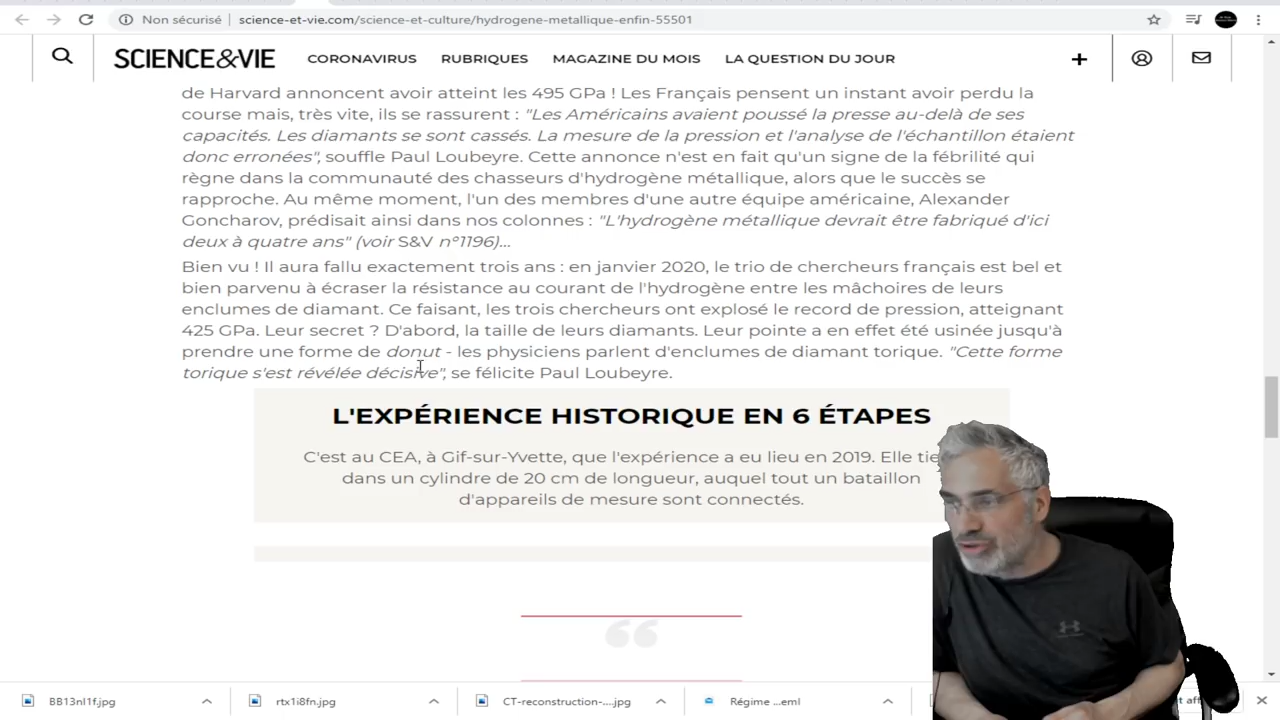 Non sécurisé | science-et-vie.com/science-et-culture/hydrogene-metallique-enfin-55501
SCIENCE&VIE CORONAVIRUS RUBRIQUES MAGAZINE DU MOIS LA QUESTION DU JOUR +
de Harvard annoncent avoir atteint les 495 GPa ! Les Français pensent un instant avoir perdu la
course mais, très vite, ils se rassurent : "Les Américains avaient poussé la presse au-delà de ses
capacités. Les diamants se sont cassés. La mesure de la pression et l'analyse de l'échantillon étaient
donc erronées", souffle Paul Loubeyre. Cette annonce n'est en fait qu'un signe de la fébrilité qui
règne dans la communauté des chasseurs d'hydrogène métallique, alors que le succès se
rapproche. Au même moment, l'un des membres d'une autre équipe américaine, Alexander
Goncharov, prédisait ainsi dans nos colonnes : "L'hydrogène métallique devrait être fabriqué d'ici
deux à quatre ans" (voir S&V n°1196)...
Bien vu ! Il aura fallu exactement trois ans : en janvier 2020, le trio de chercheurs français est bel et
bien parvenu à écraser la résistance au courant de l'hydrogène entre les mâchoires de leurs
enclumes de diamant. Ce faisant, les trois chercheurs ont explosé le record de pression, atteignant
425 GPa. Leur secret ? D'abord, la taille de leurs diamants. Leur pointe a en effet été usinée jusqu'à
prendre une forme de donut - les physiciens parlent d'enclumes de diamant torique. "Cette forme
torique s'est révélée décisive", se félicite Paul Loubeyre.
L'EXPÉRIENCE HISTORIQUE EN 6 ÉTAPES
C'est au CEA, à Gif-sur-Yvette, que l'expérience a eu lieu en 2019. Elle
dans un cylindre de 20 cm de longueur, auquel tout un bataillon
d'appareils de mesure sont connectés.
“
BB13nl1f.jpg rtx1i8fn.jpg CT-reconstruction-....jpg Régime ...eml